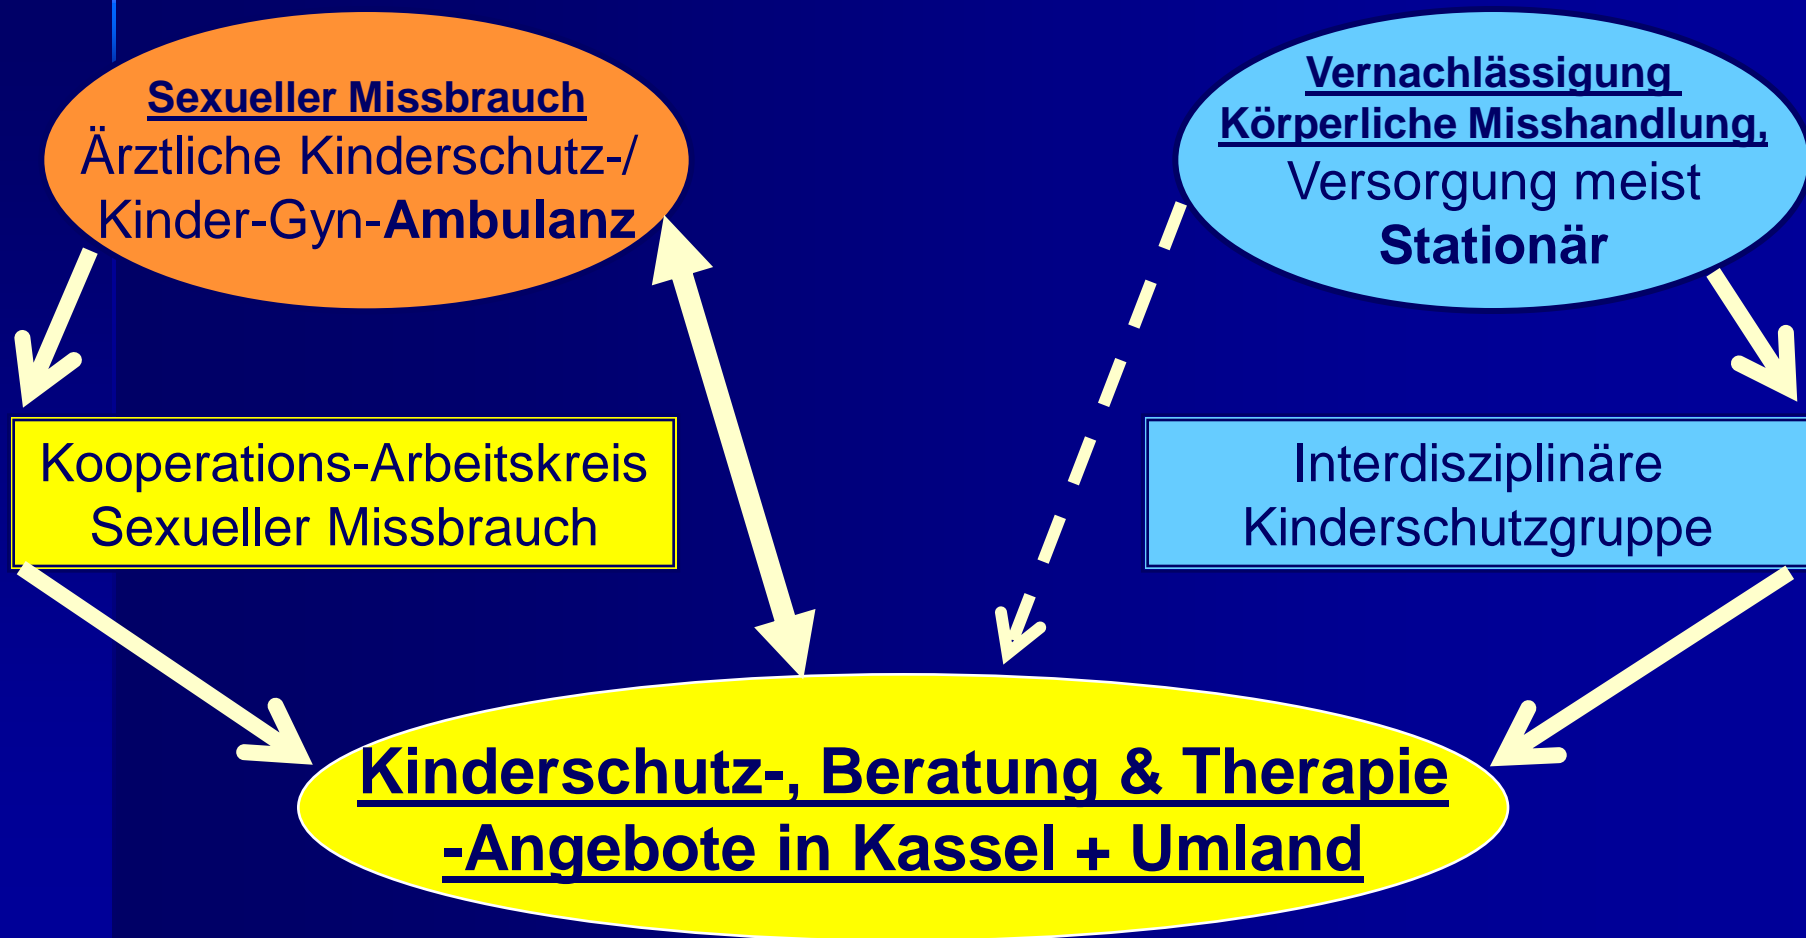 Sexueller Missbrauch
Ärztliche Kinderschutz-/
Kinder-Gyn-Ambulanz
Vernachlässigung
Körperliche Misshandlung,
Versorgung meist
Stationär
Kooperations-Arbeitskreis
Sexueller Missbrauch
Interdisziplinäre
Kinderschutzgruppe
Kinderschutz-, Beratung & Therapie
-Angebote in Kassel + Umland